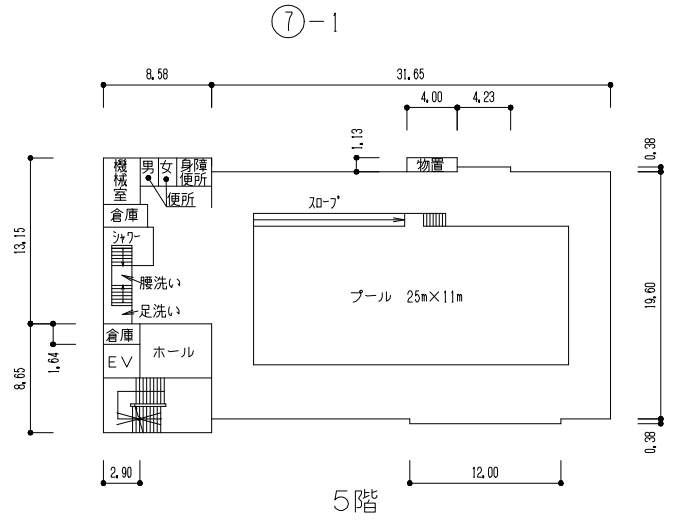 ⑦-1
8.58
31.65
4.00
4.23
1.13
0.38
機械室
男
女
身障便所
物置
便所
倉庫
スロープ
シャワー
13.15
腰洗い
プール 25m×11m
19.60
足洗い
倉庫
ホール
EV
1.64
8.65
0.38
2.90
12.00
5階